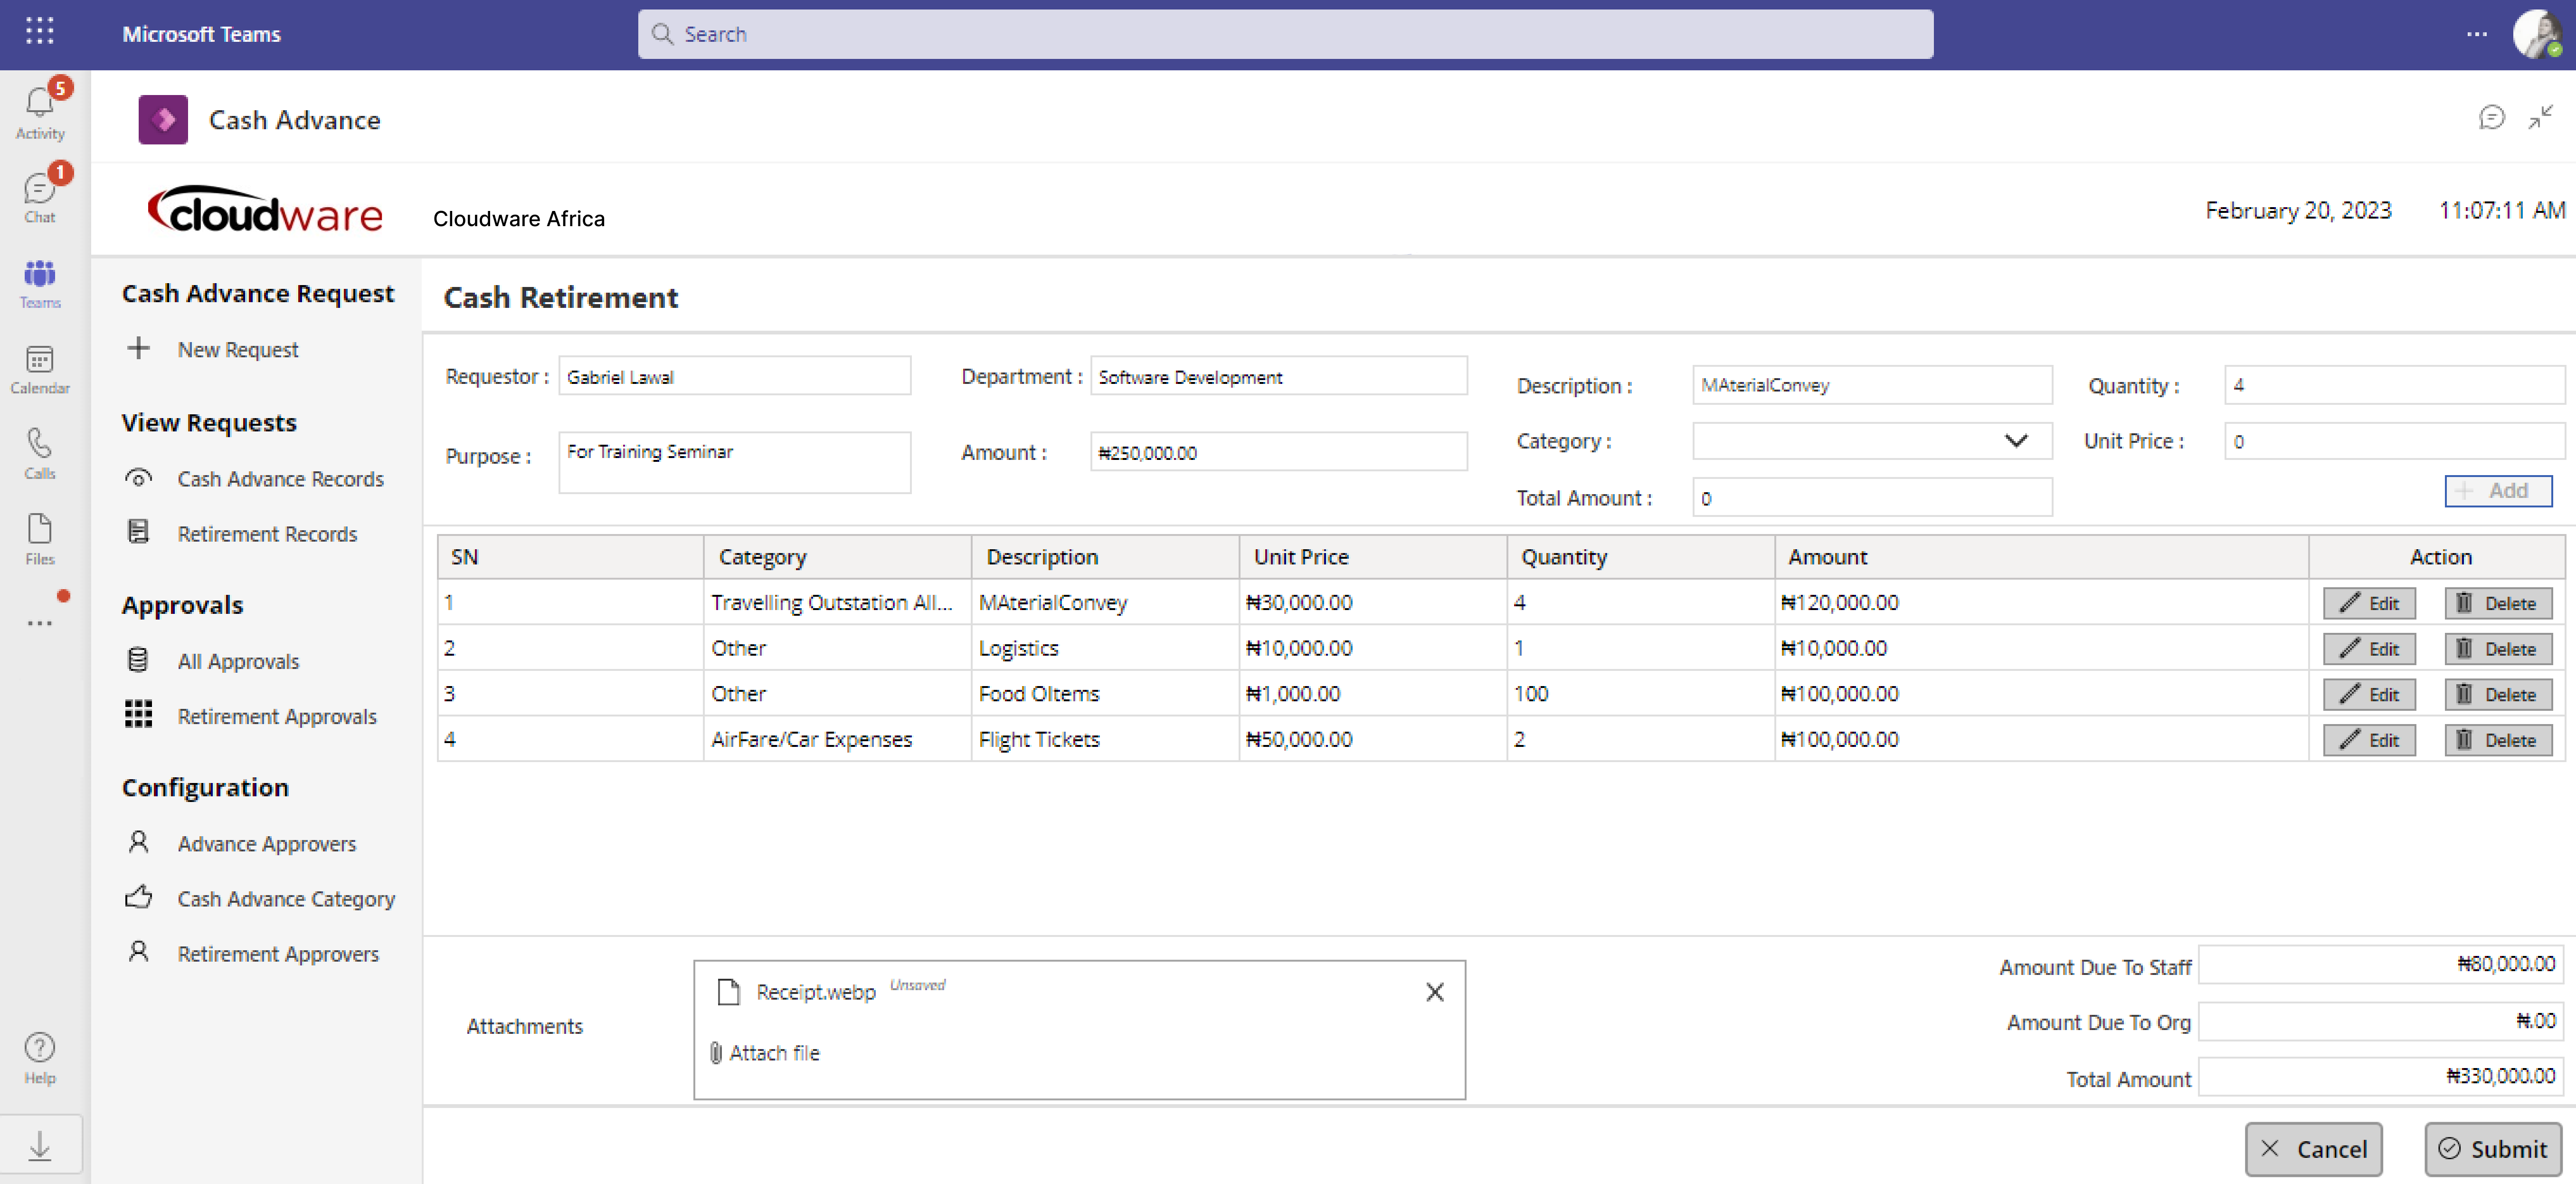 Microsoft Teams
Search
...
5
Activity
1
Chat
Teams
Calendar
Calls
Files
...
Help
Cash Advance
cloudware
Cloudware Africa
February 20, 2023
11:07:11 AM
Cash Advance Request
New Request
View Requests
Cash Advance Records
Retirement Records
Approvals
All Approvals
Retirement Approvals
Configuration
Advance Approvers
Cash Advance Category
Retirement Approvers
Cash Retirement
Requestor : Gabriel Lawal
Department : Software Development
Purpose : For Training Seminar
Amount : ₦250,000.00
Description : MAterialConvey
Quantity : 4
Category :
Unit Price : 0
Total Amount : 0
+ Add
SN Category Description Unit Price Quantity Amount Action
1 Travelling Outstation All... MAterialConvey ₦30,000.00 4 ₦120,000.00 Edit Delete
2 Other Logistics ₦10,000.00 1 ₦10,000.00 Edit Delete
3 Other Food OItems ₦1,000.00 100 ₦100,000.00 Edit Delete
4 AirFare/Car Expenses Flight Tickets ₦50,000.00 2 ₦100,000.00 Edit Delete
Attachments
Receipt.webp Unsaved
Attach file
Amount Due To Staff ₦80,000.00
Amount Due To Org ₦.00
Total Amount ₦330,000.00
Cancel
Submit